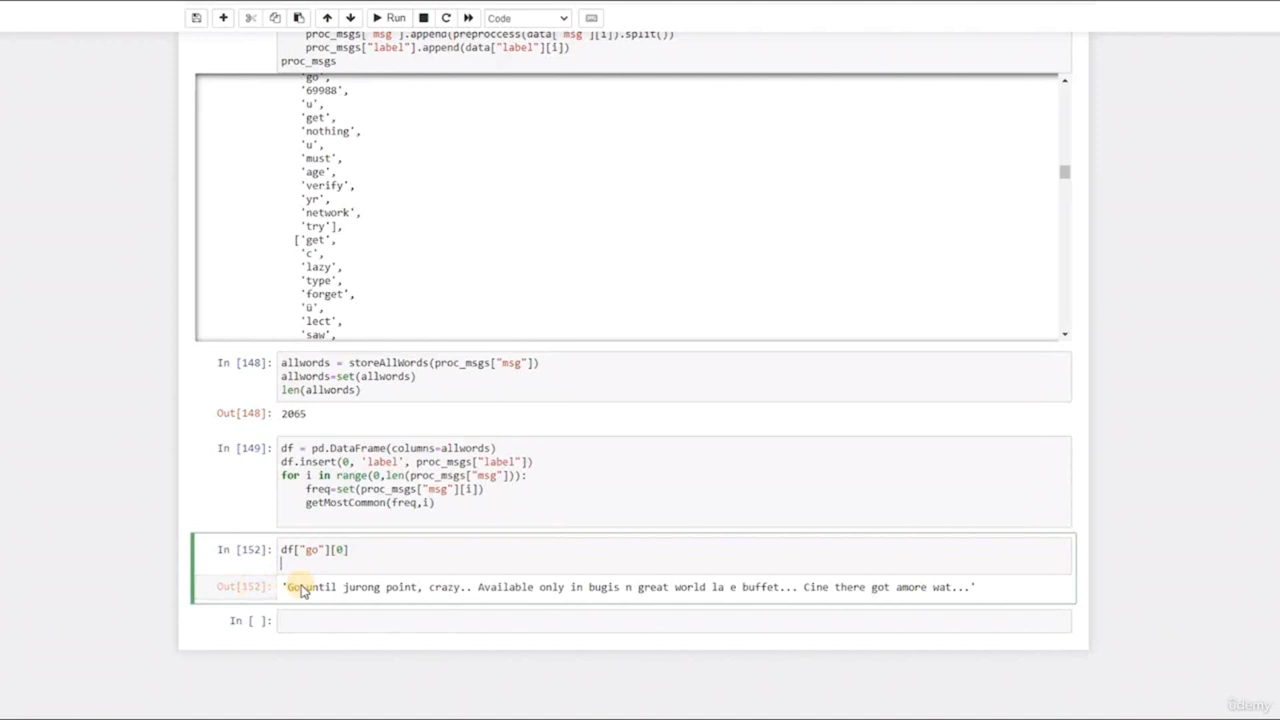 Run
Code
proc_msgs["msg"].append(preproccess(data["msg"][i]).split())
proc_msgs["label"].append(data["label"][i])
proc_msgs
'go',
'69988',
'u',
'get',
'nothing',
'u',
'must',
'age',
'verify',
'yr',
'network',
'try'],
['get',
'c',
'lazy',
'type',
'forget',
'ü',
'lect',
'saw',
In [148]: allwords = storeAllWords(proc_msgs["msg"])
allwords=set(allwords)
len(allwords)
Out[148]: 2065
In [149]: df = pd.DataFrame(columns=allwords)
df.insert(0, 'label', proc_msgs["label"])
for i in range(0,len(proc_msgs["msg"])):
freq=set(proc_msgs["msg"][i])
getMostCommon(freq,i)
In [152]: df["go"][0]
Out[152]: 'Go until jurong point, crazy.. Available only in bugis n great world la e buffet... Cine there got amore wat...'
In [ ]:
ûdemy